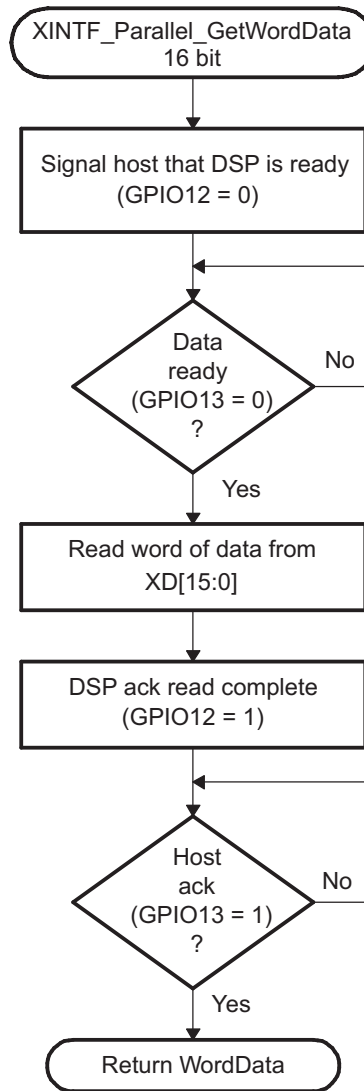 XINTF_Parallel_GetWordData
16 bit
Signal host that DSP is ready
(GPIO12 = 0)
Data
ready
(GPIO13 = 0)
?
No
Yes
Read word of data from
XD[15:0]
DSP ack read complete
(GPIO12 = 1)
Host
ack
(GPIO13 = 1)
?
No
Yes
Return WordData